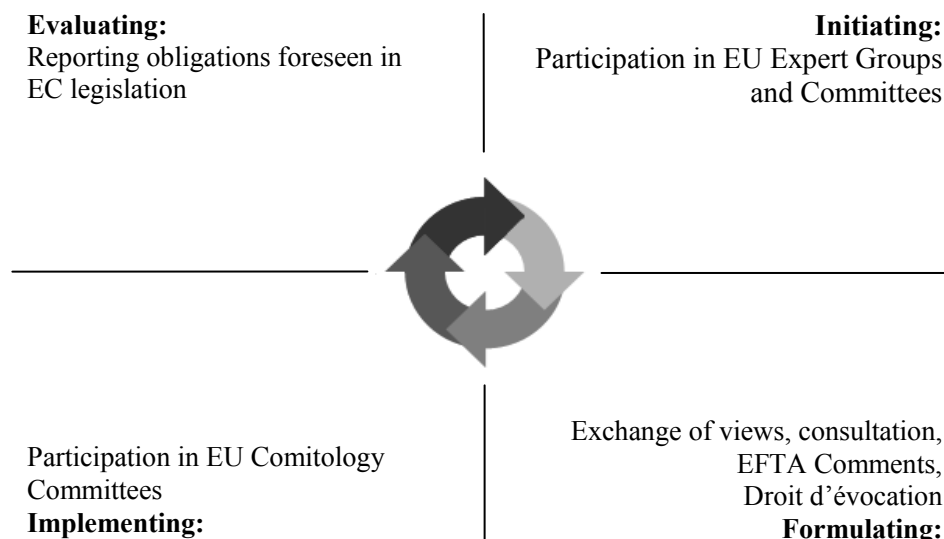 Evaluating:
Reporting obligations foreseen in
EC legislation
Initiating:
Participation in EU Expert Groups
and Committees
Participation in EU Comitology
Committees
Implementing:
Exchange of views, consultation,
EFTA Comments,
Droit d’évocation
Formulating: